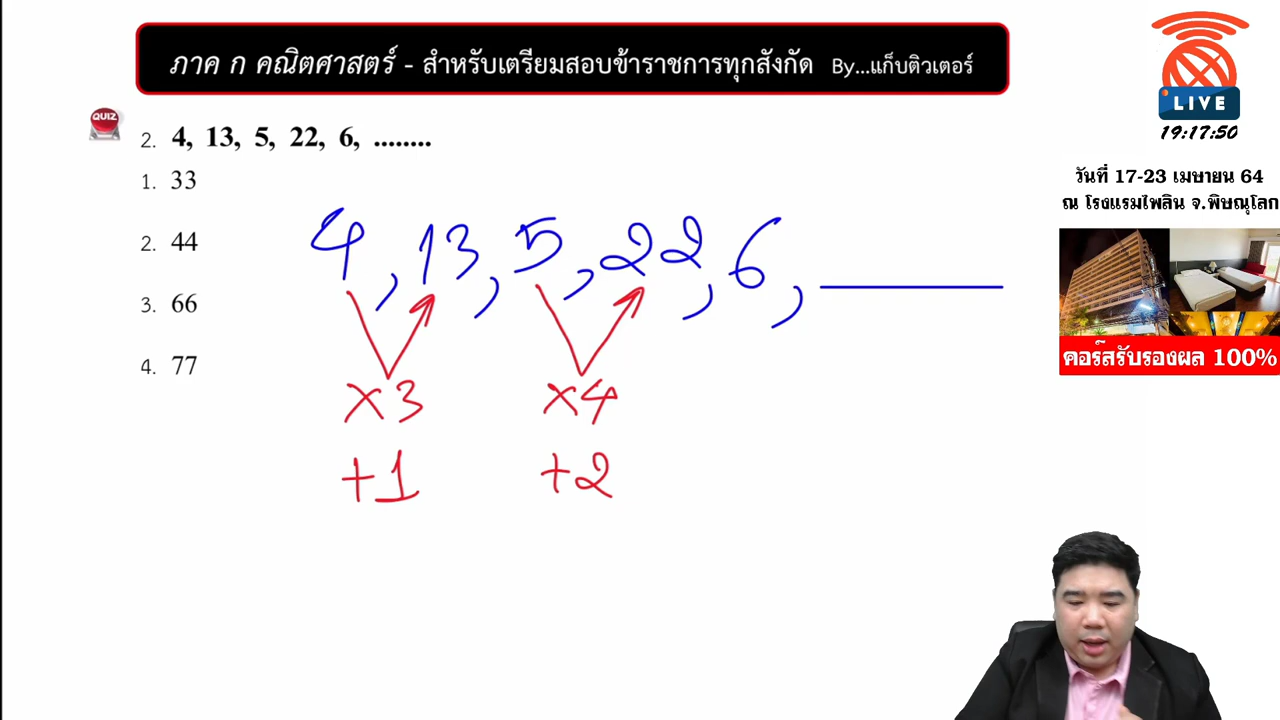 ภาค ก คณิตศาสตร์ - สำหรับเตรียมสอบข้าราชการทุกสังกัด By...แก็บติวเตอร์
LIVE
19:17:50
QUIZ
2. 4, 13, 5, 22, 6, ........
1. 33
2. 44
3. 66
4. 77
4, 13, 5, 22, 6,
×3 ×4
+1 +2
วันที่ 17-23 เมษายน 64
ณ โรงแรมไพลิน จ.พิษณุโลก
คอร๊สรับรองผล 100%